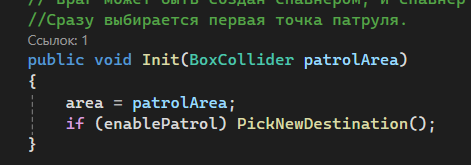 // Враг может быть создан спавнером, и спавнер
//Сразу выбирается первая точка патруля.
Ссылок: 1
public void Init(BoxCollider patrolArea)
{
    area = patrolArea;
    if (enablePatrol) PickNewDestination();
}